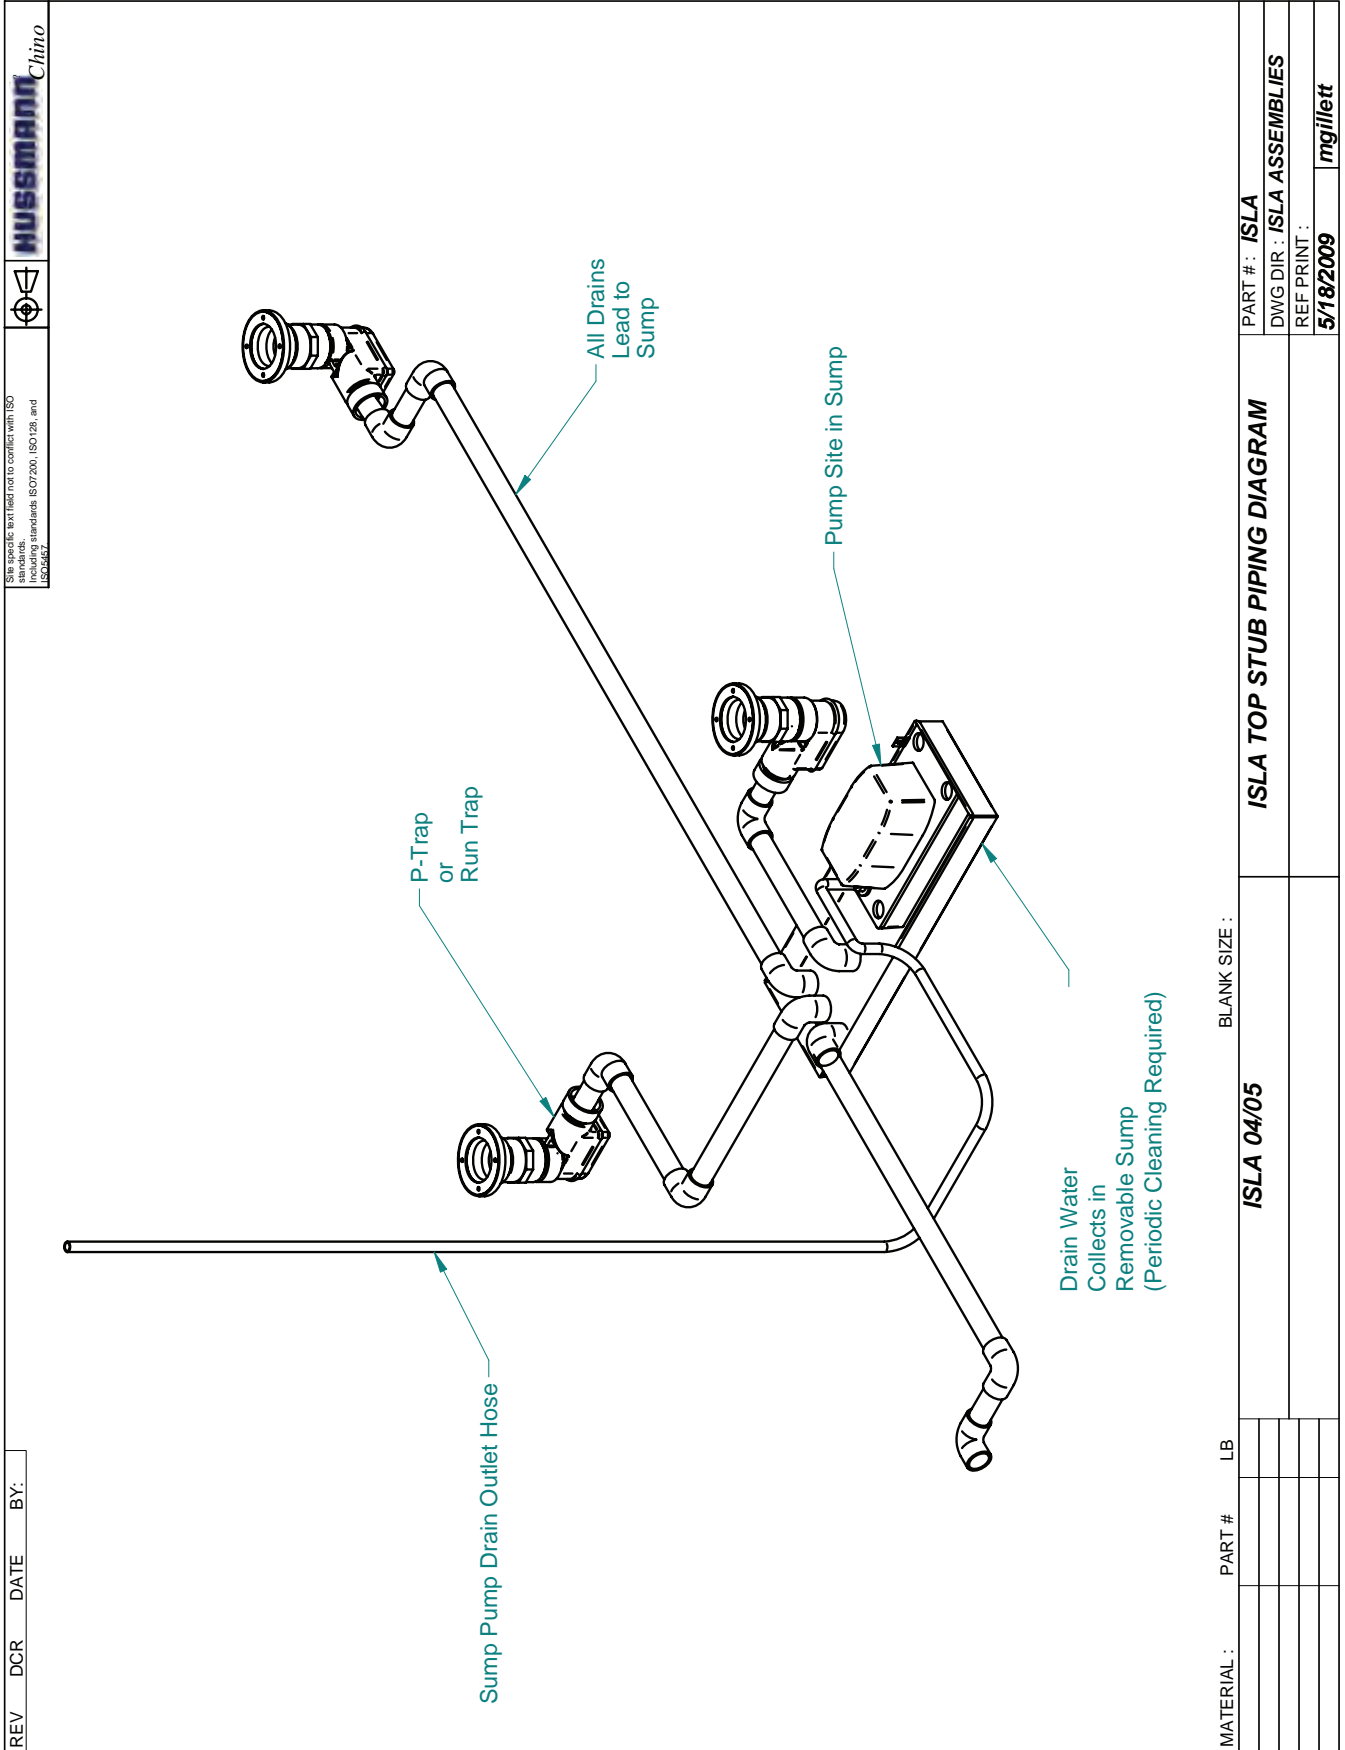 REV DCR DATE BY:
Site specific text field not to conflict with ISO
standards.
Including standards ISO7200, ISO128, and
ISO5457.
HUSSMANN Chino
Sump Pump Drain Outlet Hose
P-Trap
or
Run Trap
All Drains
Lead to
Sump
Pump Site in Sump
Drain Water
Collects in
Removable Sump
(Periodic Cleaning Required)
MATERIAL : PART # LB BLANK SIZE :
ISLA 04/05
ISLA TOP STUB PIPING DIAGRAM
PART # : ISLA
DWG DIR : ISLA ASSEMBLIES
REF PRINT :
5/18/2009 mgillett